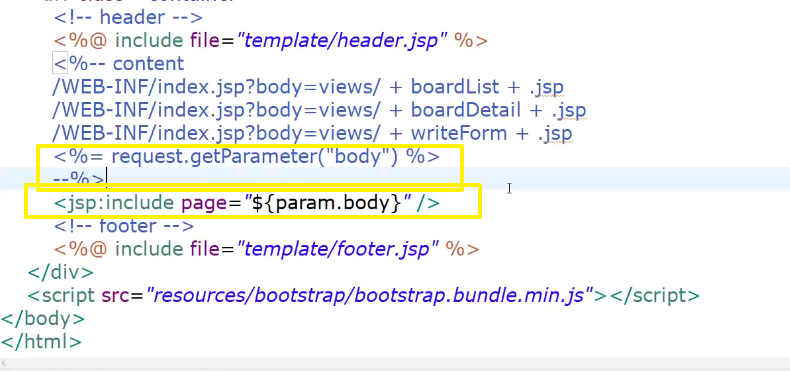 <!-- header -->
<%@ include file="template/header.jsp" %>
<%-- content
/WEB-INF/index.jsp?body=views/ + boardList + .jsp
/WEB-INF/index.jsp?body=views/ + boardDetail + .jsp
/WEB-INF/index.jsp?body=views/ + writeForm + .jsp
<%= request.getParameter("body") %>
--%>
<jsp:include page="${param.body}" />
<!-- footer -->
<%@ include file="template/footer.jsp" %>
</div>
<script src="resources/bootstrap/bootstrap.bundle.min.js"></script>
</body>
</html>